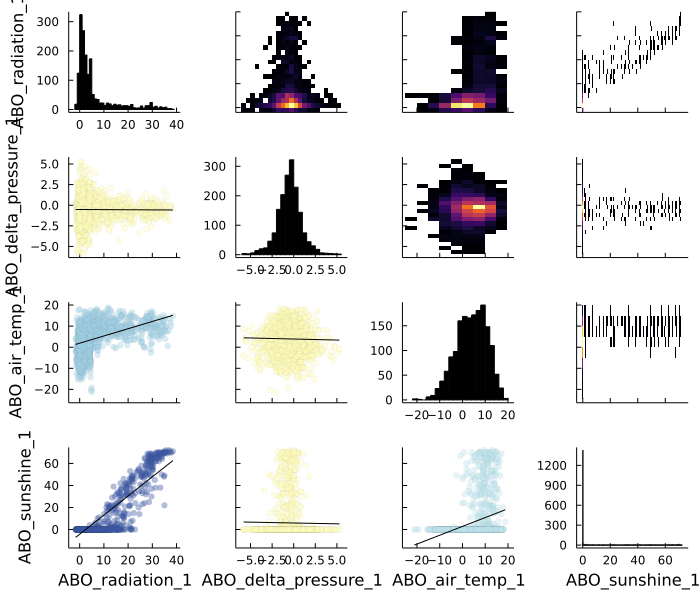 ABO_radiation_1
300
200
100
0
0 10 20 30 40
ABO_delta_pressure_1
5.0
2.5
0.0
−2.5
−5.0
300
200
100
0
−5.0 −2.5 0.0 2.5 5.0
ABO_air_temp_1
20
10
0
−10
−20
150
100
50
0
−20 −10 0 10 20
ABO_sunshine_1
60
40
20
0
0 10 20 30 40
−5.0 −2.5 0.0 2.5 5.0
−20 −10 0 10 20
1200
900
600
300
0
0 20 40 60
ABO_radiation_1 ABO_delta_pressure_1 ABO_air_temp_1 ABO_sunshine_1